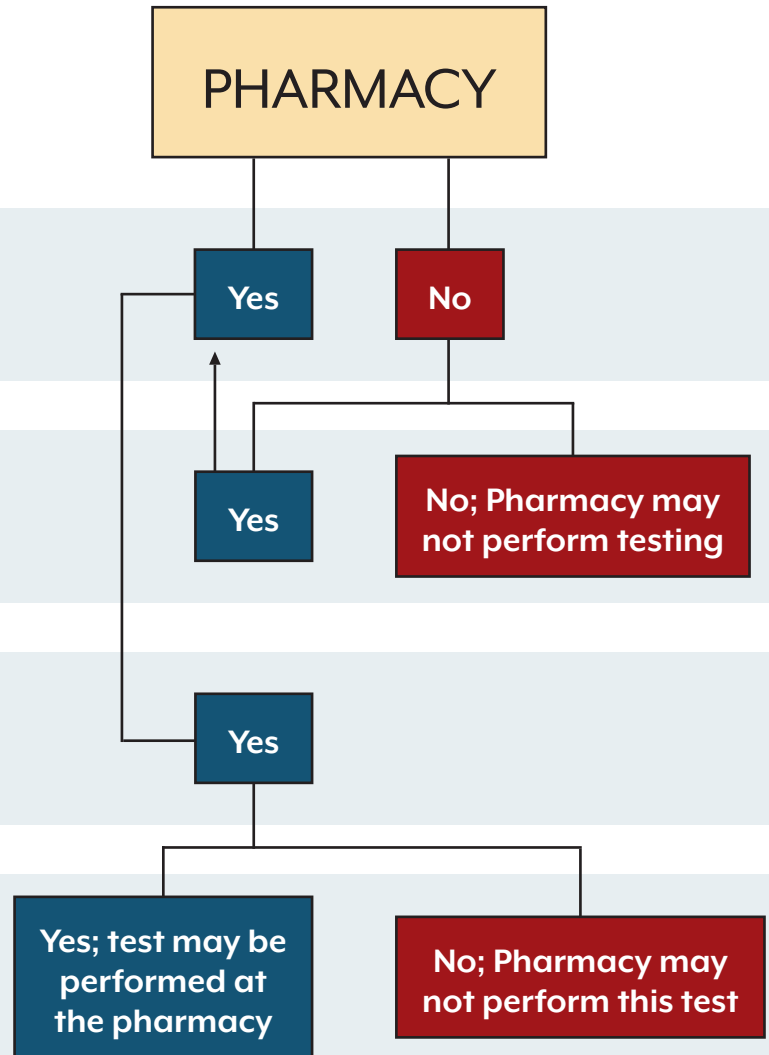 PHARMACY
Yes
No
Yes
No; Pharmacy may
not perform testing
Yes
Yes; test may be
performed at
the pharmacy
No; Pharmacy may
not perform this test